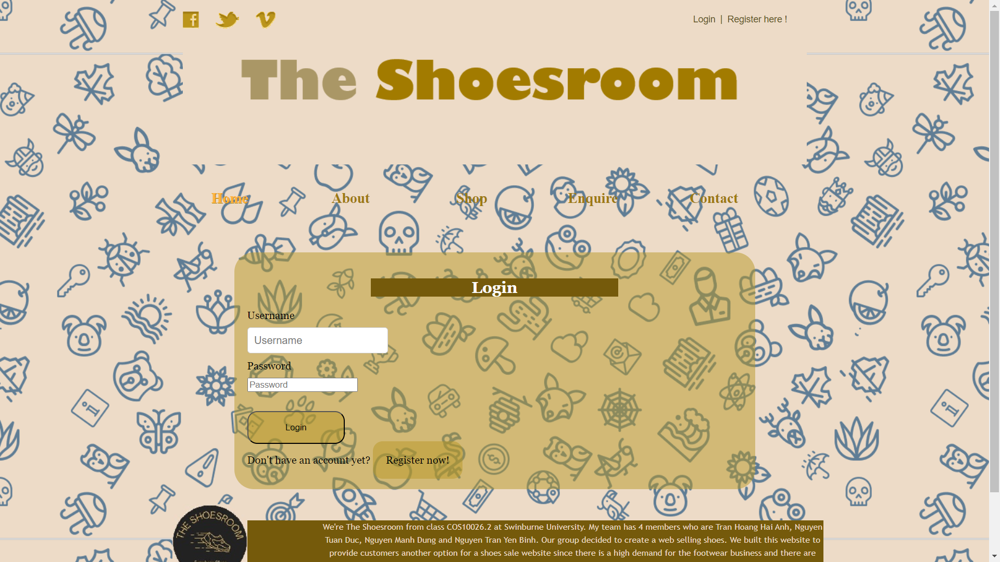 Login | Register here !
The Shoesroom
Home About Shop Enquire Contact
Login
Username
Username
Password
Password
Login
Don't have an account yet? Register now!
THE SHOESROOM
We're The Shoesroom from class COS10026.2 at Swinburne University. My team has 4 members who are Tran Hoang Hai Anh, Nguyen
Tuan Duc, Nguyen Manh Dung and Nguyen Tran Yen Binh. Our group decided to create a web selling shoes. We built this website to
provide customers another option for a shoes sale website since there is a high demand for the footwear business and there are